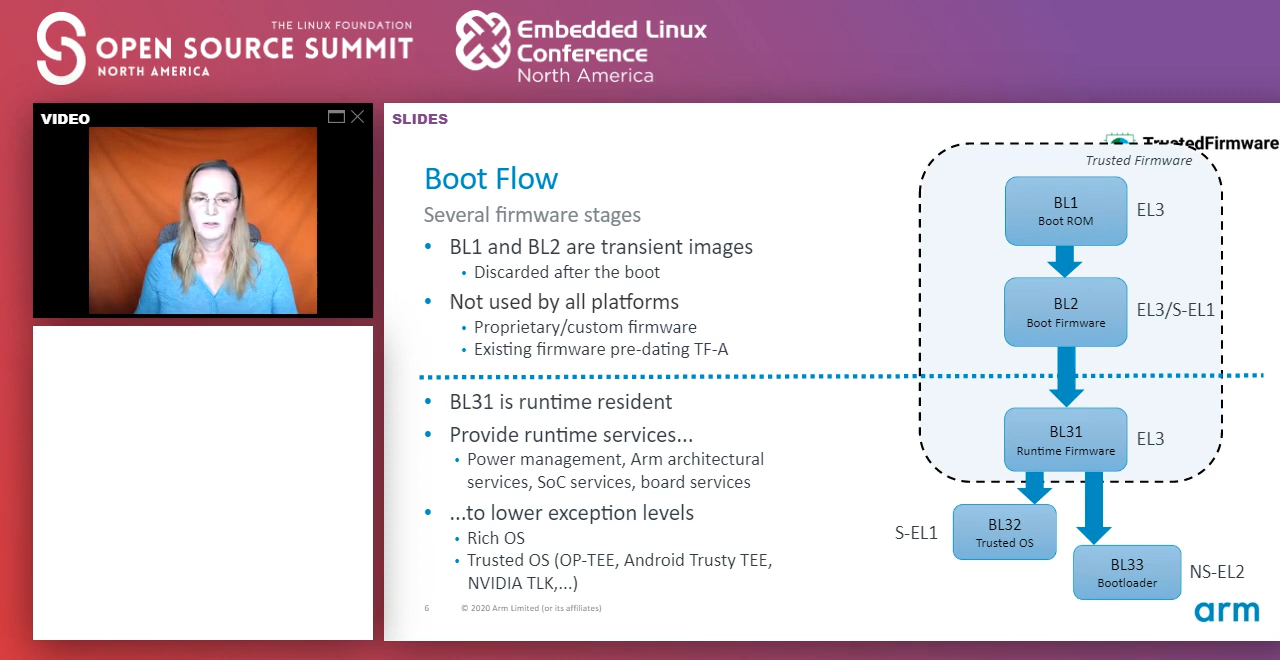 THE LINUX FOUNDATION
OPEN SOURCE SUMMIT
NORTH AMERICA
Embedded Linux
Conference
North America
VIDEO
SLIDES
TrustedFirmware
Boot Flow
Several firmware stages
• BL1 and BL2 are transient images
• Discarded after the boot
• Not used by all platforms
• Proprietary/custom firmware
• Existing firmware pre-dating TF-A
• BL31 is runtime resident
• Provide runtime services...
• Power management, Arm architectural
services, SoC services, board services
• ...to lower exception levels
• Rich OS
• Trusted OS (OP-TEE, Android Trusty TEE,
NVIDIA TLK,...)
Trusted Firmware
BL1
Boot ROM
EL3
BL2
Boot Firmware
EL3/S-EL1
BL31
Runtime Firmware
EL3
S-EL1
BL32
Trusted OS
BL33
Bootloader
NS-EL2
6 © 2020 Arm Limited (or its affiliates)
arm